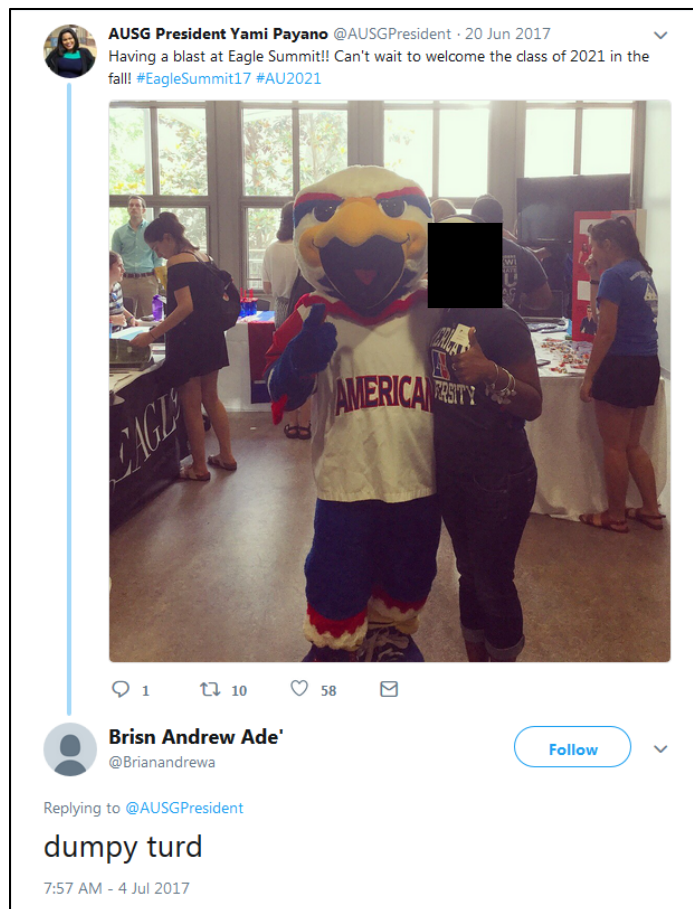 AUSG President Yami Payano @AUSGPresident · 20 Jun 2017
Having a blast at Eagle Summit!! Can't wait to welcome the class of 2021 in the
fall! #EagleSummit17 #AU2021
EAGLE
AMERICAN
ERSITY
1 10 58
Brisn Andrew Ade'
@Brianandrewa
Follow
Replying to @AUSGPresident
dumpy turd
7:57 AM - 4 Jul 2017